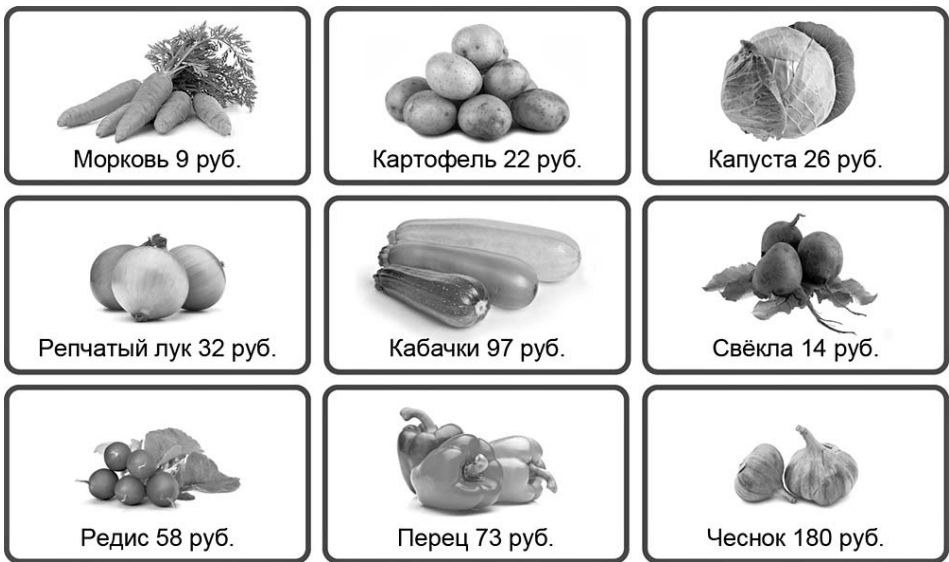 Морковь 9 руб.
Картофель 22 руб.
Капуста 26 руб.
Репчатый лук 32 руб.
Кабачки 97 руб.
Свёкла 14 руб.
Редис 58 руб.
Перец 73 руб.
Чеснок 180 руб.